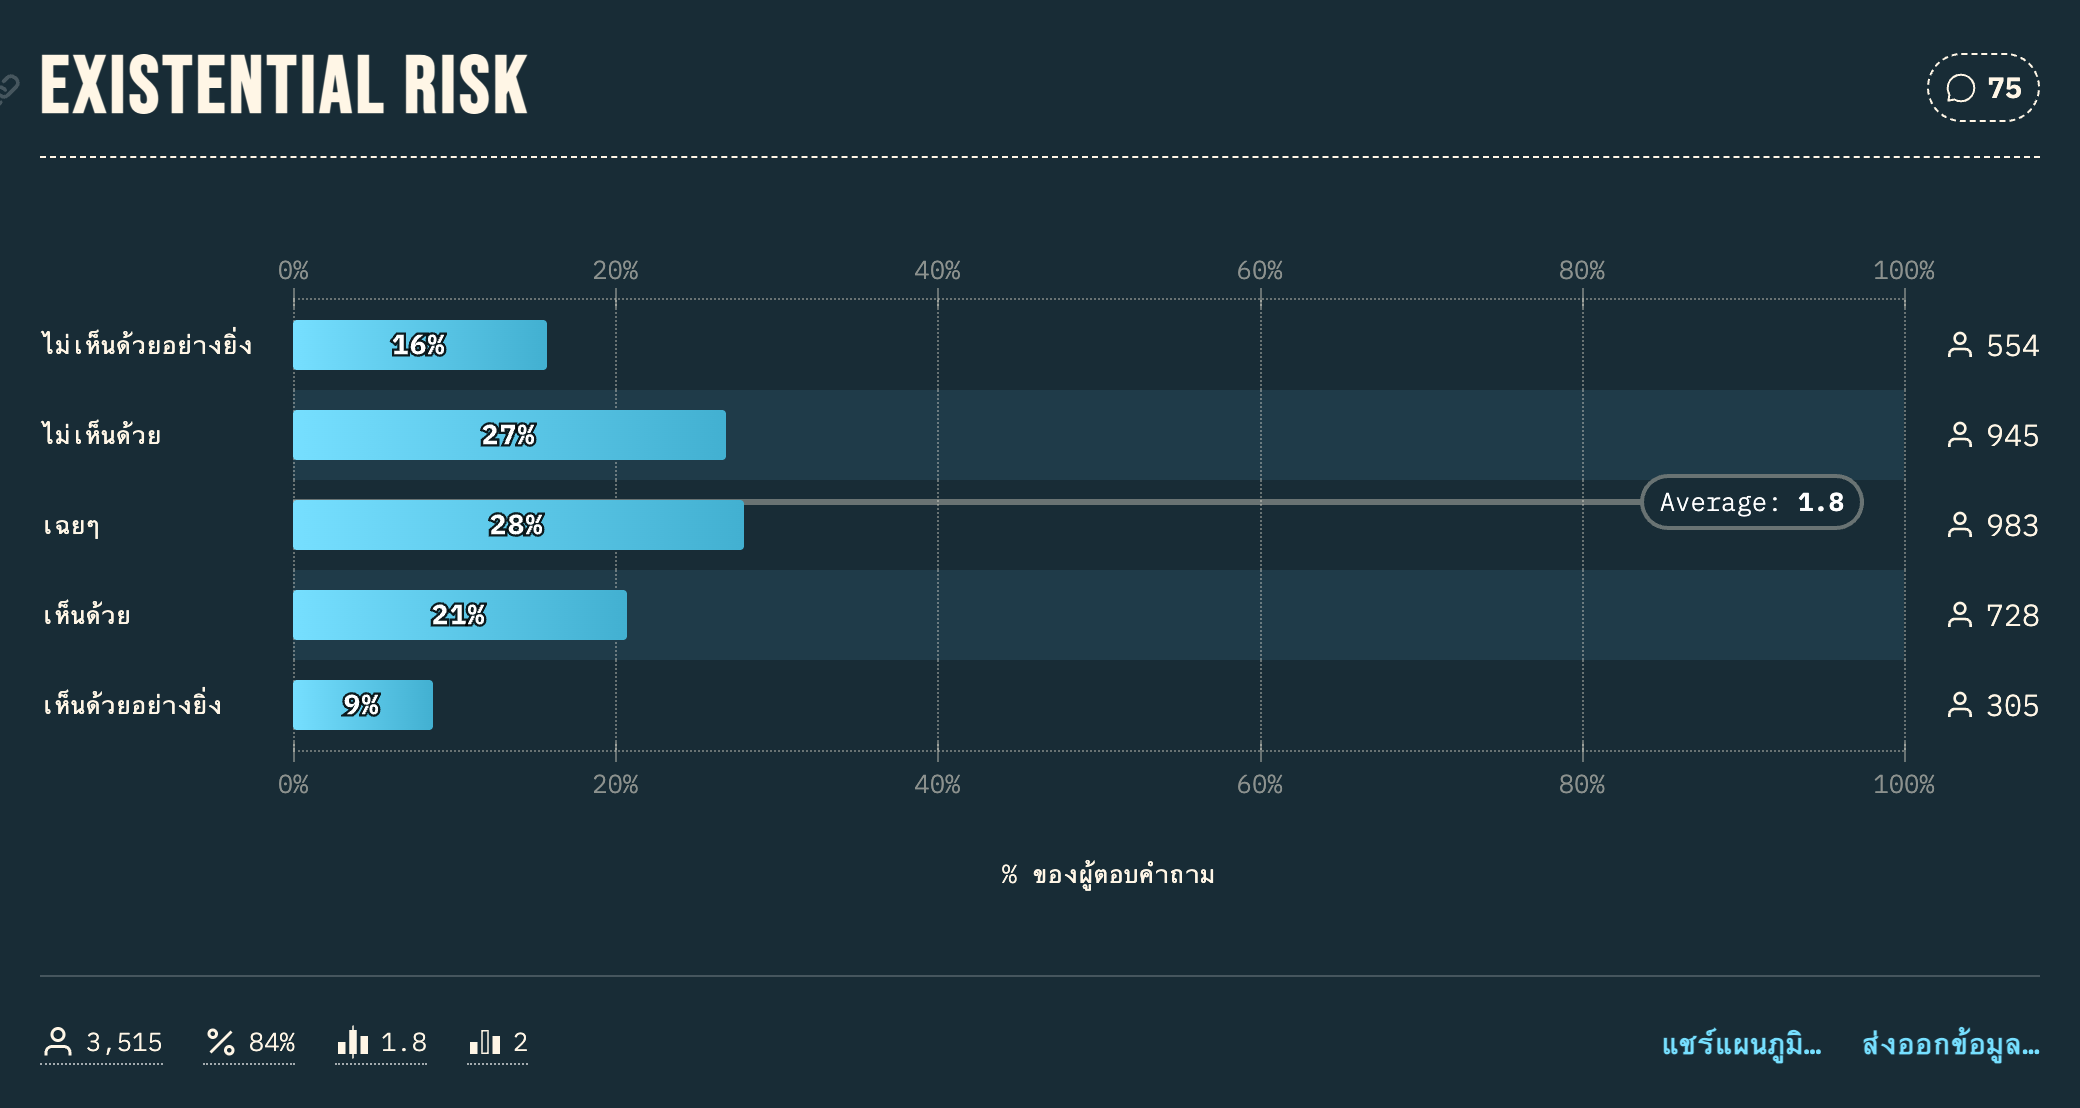 EXISTENTIAL RISK
75
0% 20% 40% 60% 80% 100%
ไม่เห็นด้วยอย่างยิ่ง 16% 554
ไม่เห็นด้วย 27% 945
Average: 1.8
เฉยๆ 28% 983
เห็นด้วย 21% 728
เห็นด้วยอย่างยิ่ง 9% 305
0% 20% 40% 60% 80% 100%
% ของผู้ตอบคำถาม
3,515 % 84% 1.8 2 แชร์แผนภูมิ… ส่งออกข้อมูล…